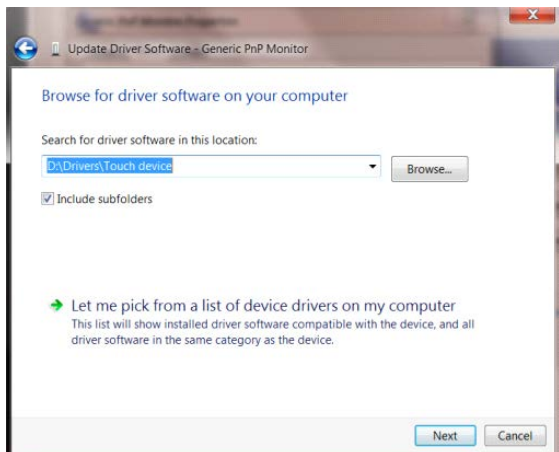 Update Driver Software - Generic PnP Monitor
Browse for driver software on your computer
Search for driver software in this location:
D:\Drivers\Touch device
Browse...
Include subfolders
Let me pick from a list of device drivers on my computer
This list will show installed driver software compatible with the device, and all
driver software in the same category as the device.
Next
Cancel